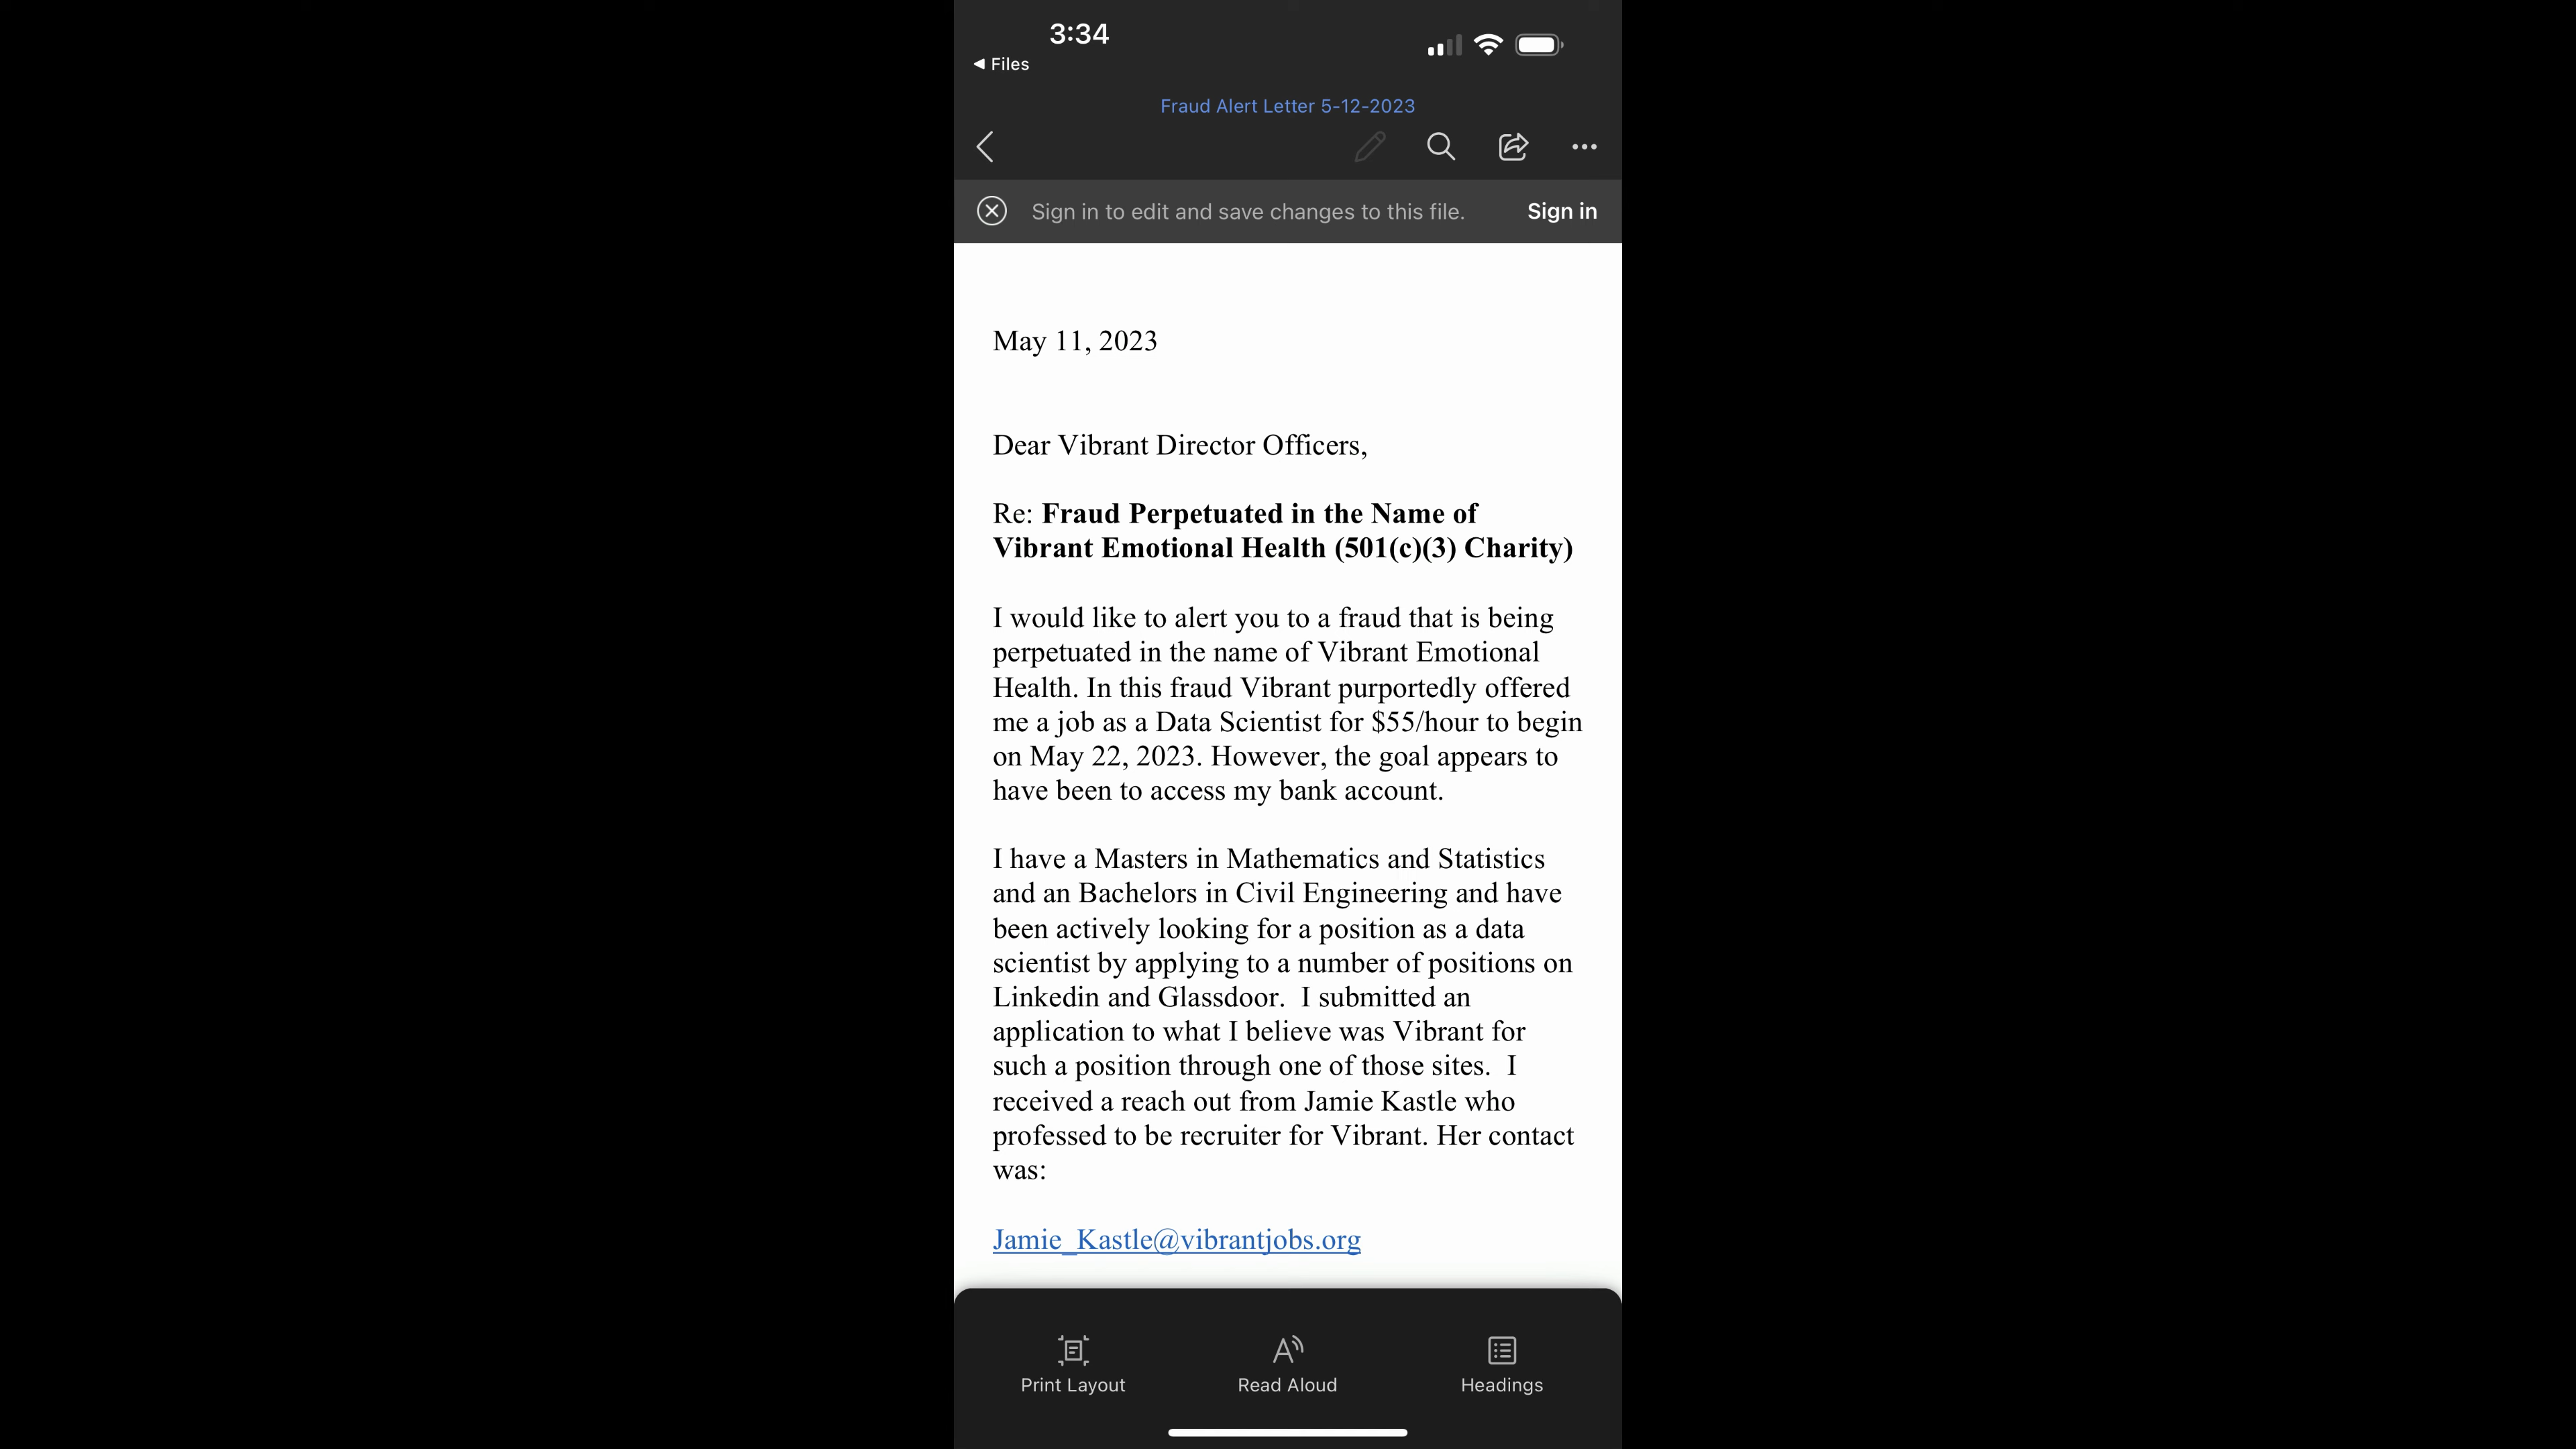 3:34
Files
Fraud Alert Letter 5-12-2023
Sign in to edit and save changes to this file.
Sign in
May 11, 2023
Dear Vibrant Director Officers,
Re: Fraud Perpetuated in the Name of
Vibrant Emotional Health (501(c)(3) Charity)
I would like to alert you to a fraud that is being
perpetuated in the name of Vibrant Emotional
Health. In this fraud Vibrant purportedly offered
me a job as a Data Scientist for $55/hour to begin
on May 22, 2023. However, the goal appears to
have been to access my bank account.
I have a Masters in Mathematics and Statistics
and an Bachelors in Civil Engineering and have
been actively looking for a position as a data
scientist by applying to a number of positions on
Linkedin and Glassdoor.  I submitted an
application to what I believe was Vibrant for
such a position through one of those sites.  I
received a reach out from Jamie Kastle who
professed to be recruiter for Vibrant. Her contact
was:
Jamie_Kastle@vibrantjobs.org
Print Layout
Read Aloud
Headings